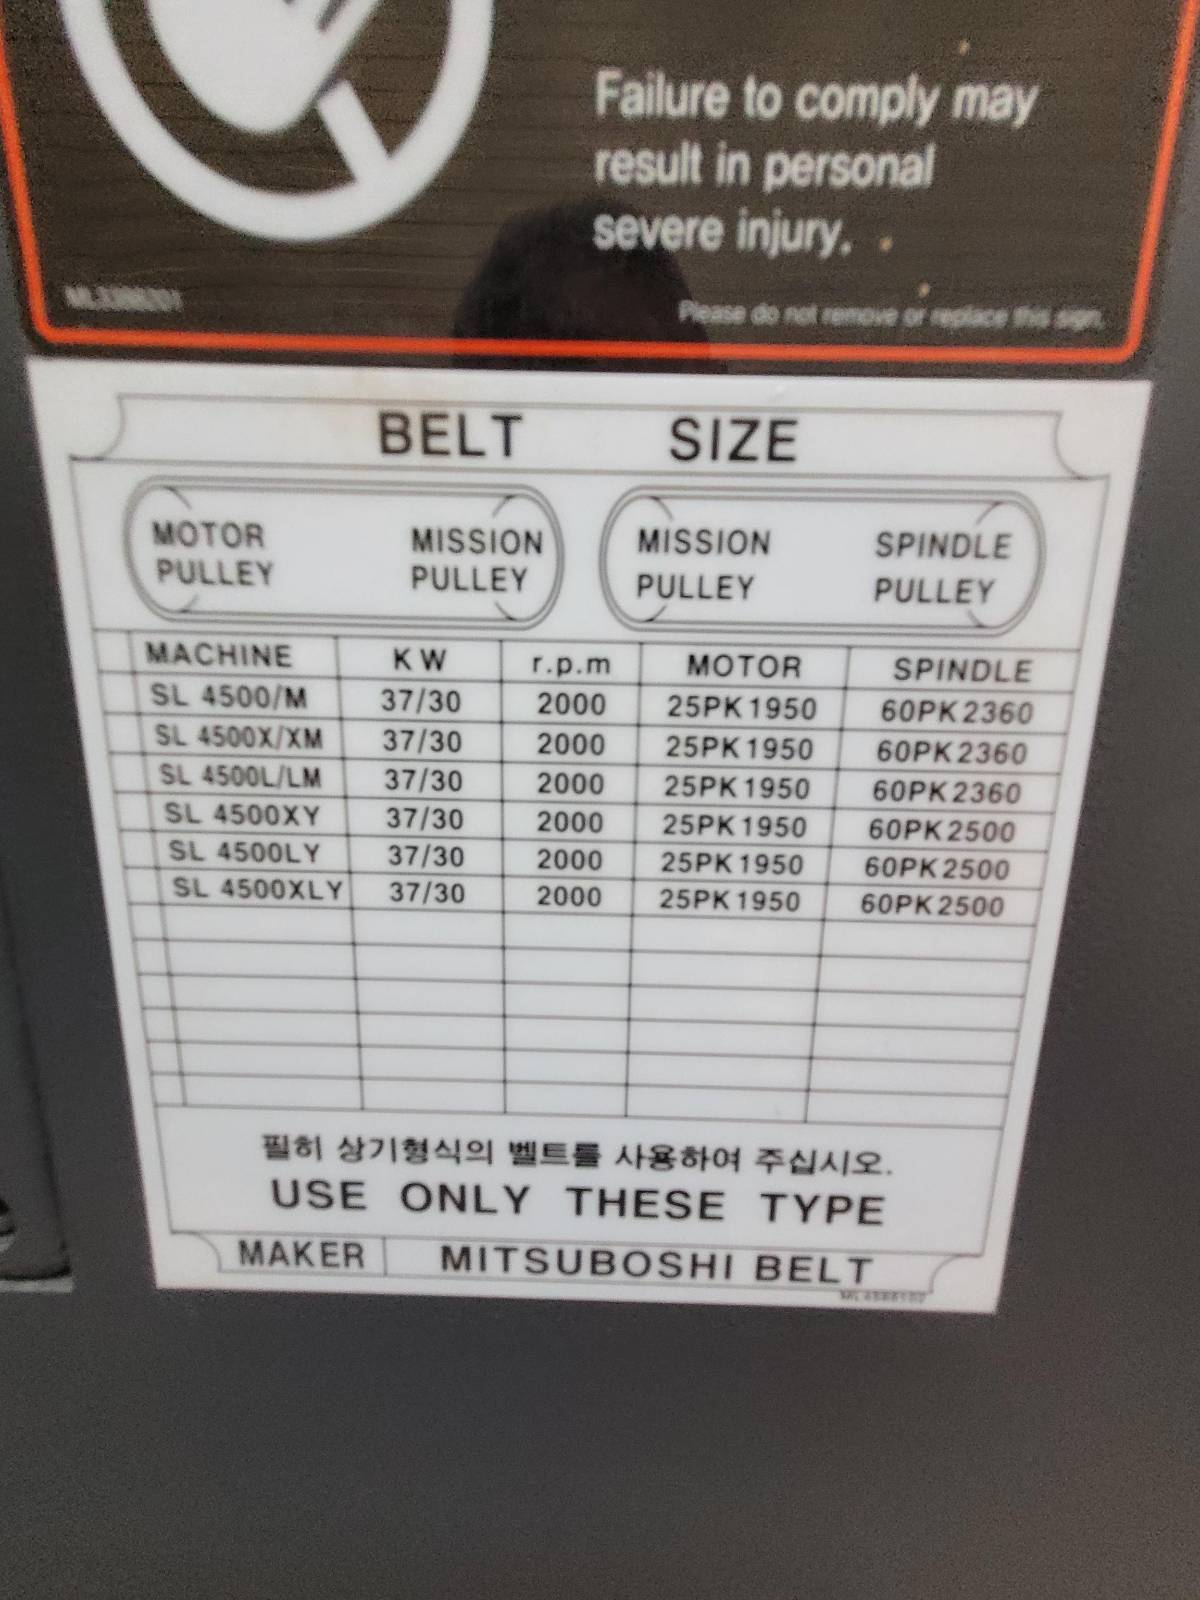 Failure to comply may
result in personal
severe injury.
Please do not remove or replace this sign.
BELT SIZE
MOTOR PULLEY MISSION PULLEY
MISSION PULLEY SPINDLE PULLEY
MACHINE KW r.p.m MOTOR SPINDLE
SL 4500/M 37/30 2000 25PK1950 60PK2360
SL 4500X/XM 37/30 2000 25PK1950 60PK2360
SL 4500L/LM 37/30 2000 25PK1950 60PK2360
SL 4500XY 37/30 2000 25PK1950 60PK2500
SL 4500LY 37/30 2000 25PK1950 60PK2500
SL 4500XLY 37/30 2000 25PK1950 60PK2500
필히 상기형식의 벨트를 사용하여 주십시오.
USE ONLY THESE TYPE
MAKER MITSUBOSHI BELT